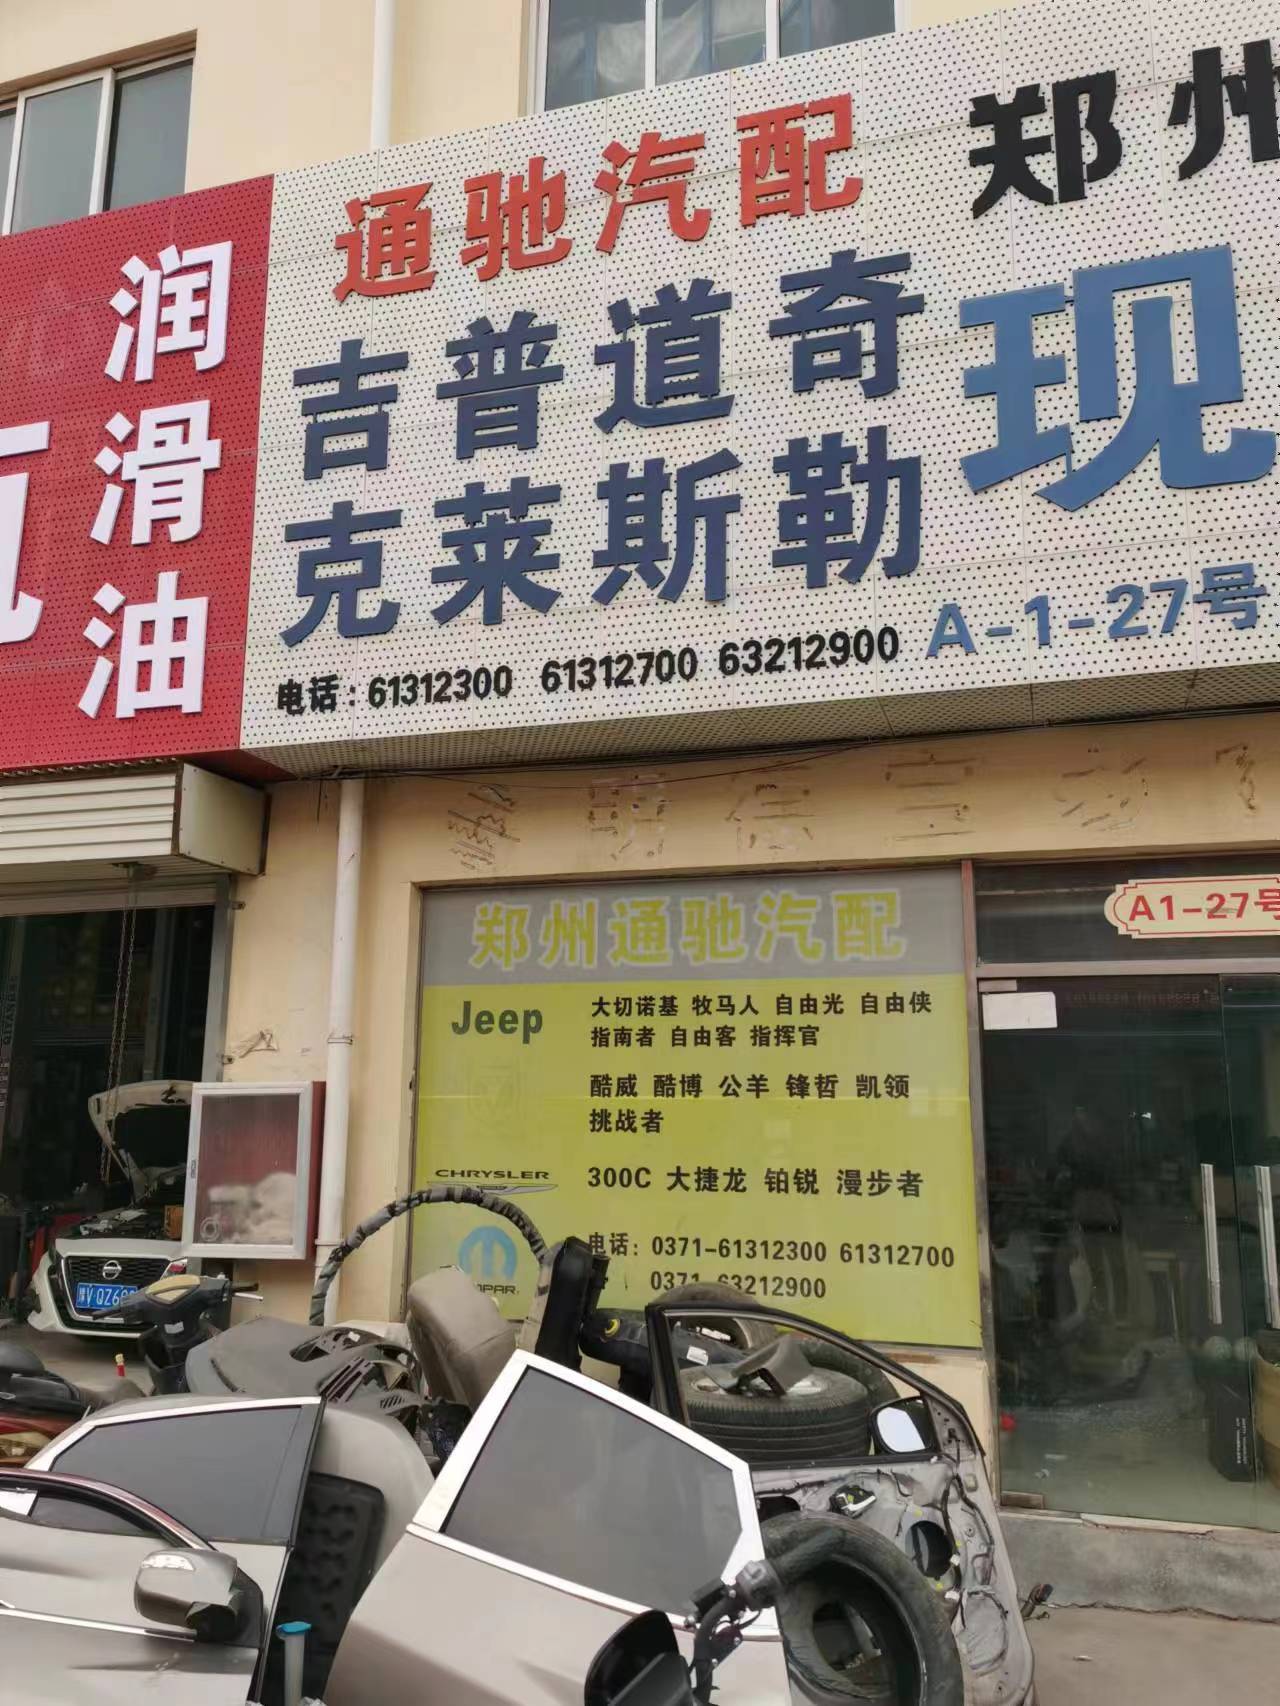 润滑油
通驰汽配
郑州
吉普道奇
克莱斯勒
现
A-1-27号
电话：61312300 61312700 63212900
A1-27号
郑州通驰汽配
Jeep
大切诺基 牧马人 自由光 自由侠
指南者 自由客 指挥官
酷威 酷博 公羊 锋哲 凯领
挑战者
CHRYSLER
300C 大捷龙 铂锐 漫步者
电话：0371-61312300 61312700
0371-63212900